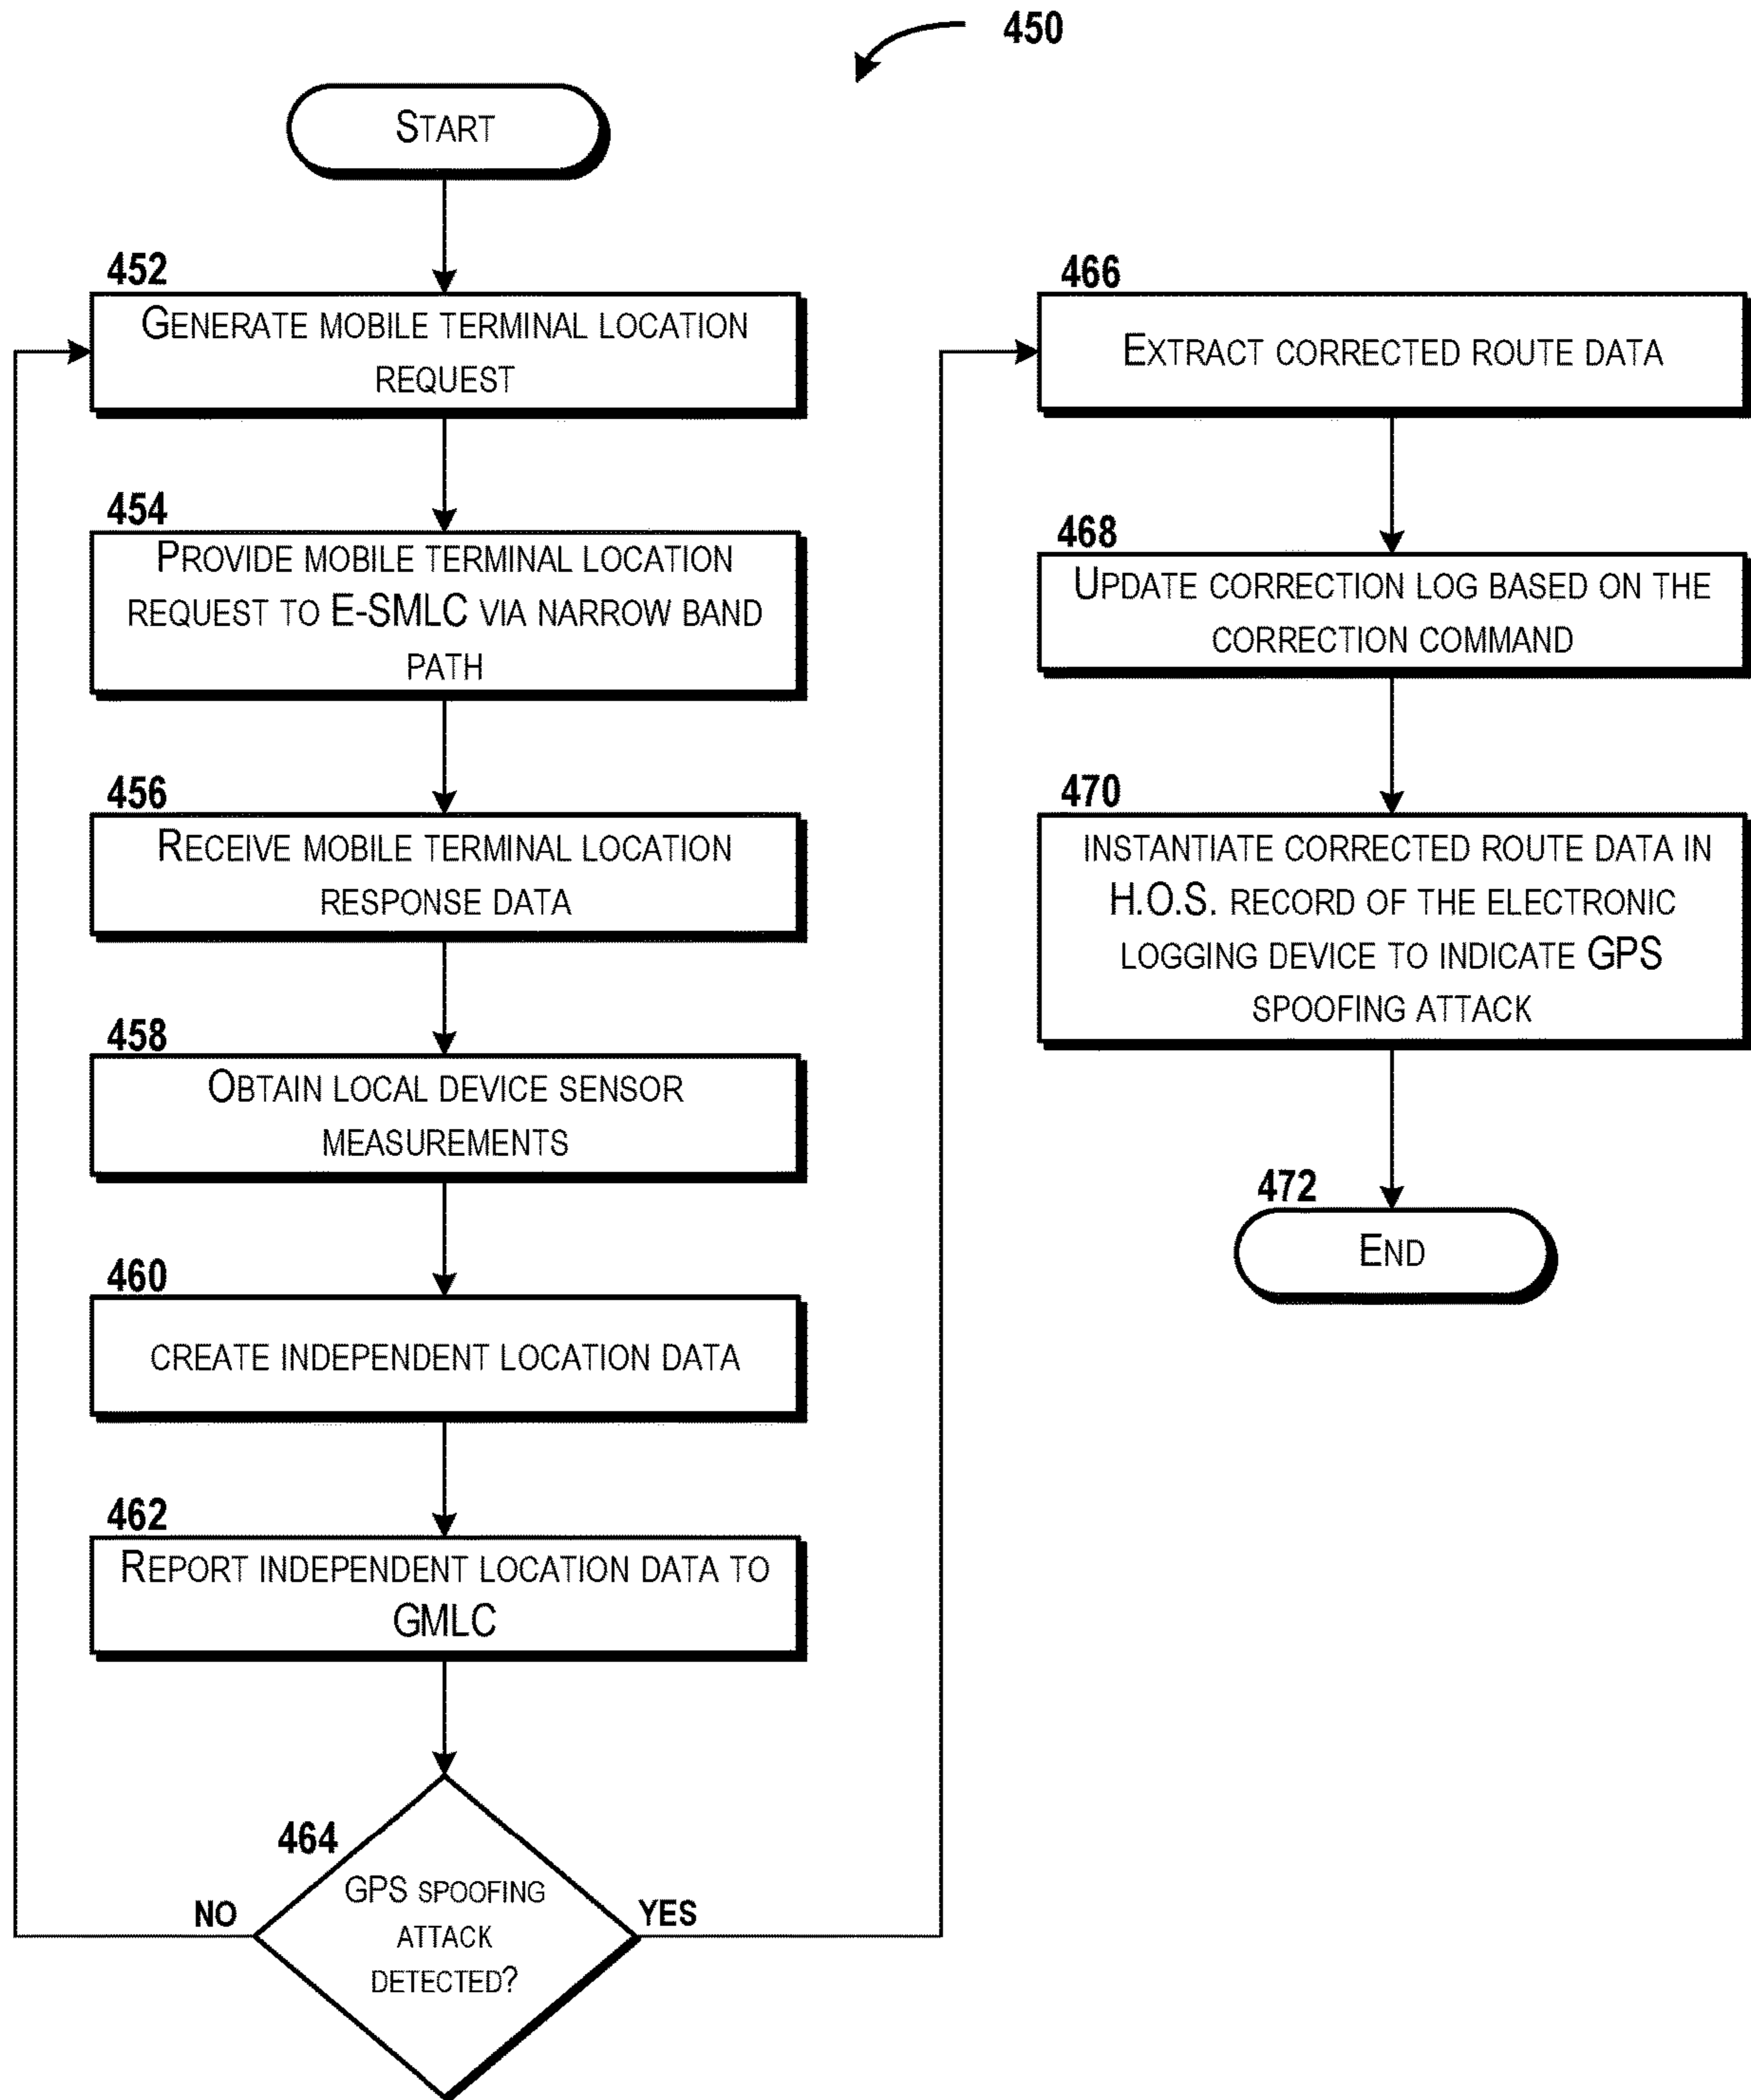 450
START
452
GENERATE MOBILE TERMINAL LOCATION
REQUEST
454
PROVIDE MOBILE TERMINAL LOCATION
REQUEST TO E-SMLC VIA NARROW BAND
PATH
456
RECEIVE MOBILE TERMINAL LOCATION
RESPONSE DATA
458
OBTAIN LOCAL DEVICE SENSOR
MEASUREMENTS
460
CREATE INDEPENDENT LOCATION DATA
462
REPORT INDEPENDENT LOCATION DATA TO
GMLC
464
GPS SPOOFING
ATTACK
DETECTED?
NO
YES
466
EXTRACT CORRECTED ROUTE DATA
468
UPDATE CORRECTION LOG BASED ON THE
CORRECTION COMMAND
470
INSTANTIATE CORRECTED ROUTE DATA IN
H.O.S. RECORD OF THE ELECTRONIC
LOGGING DEVICE TO INDICATE GPS
SPOOFING ATTACK
472
END